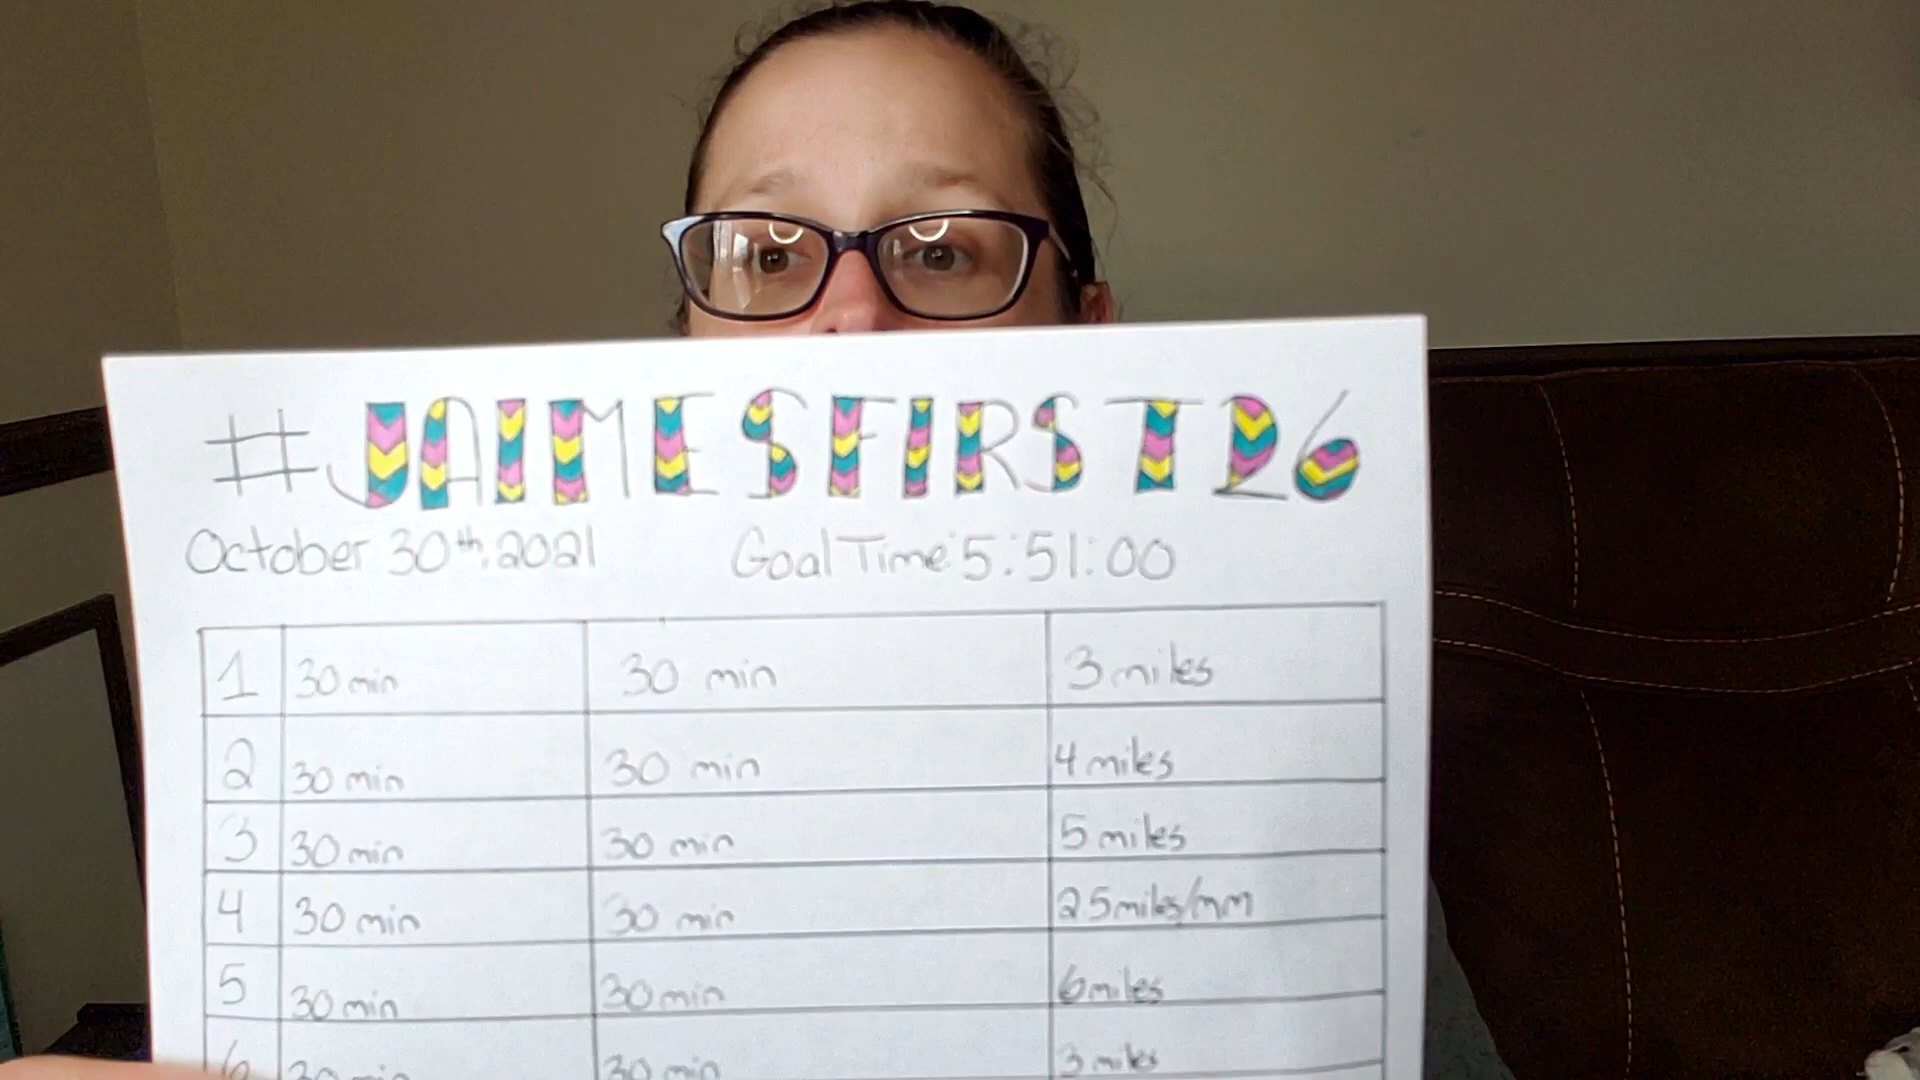 #JAIMESFIRST26
October 30th, 2021 Goal Time: 5:51:00
1 30 min 30 min 3 miles
2 30 min 30 min 4 miles
3 30 min 30 min 5 miles
4 30 min 30 min 2.5 miles/mm
5 30 min 30min 6miles
6 30 min 30 min 3 miles